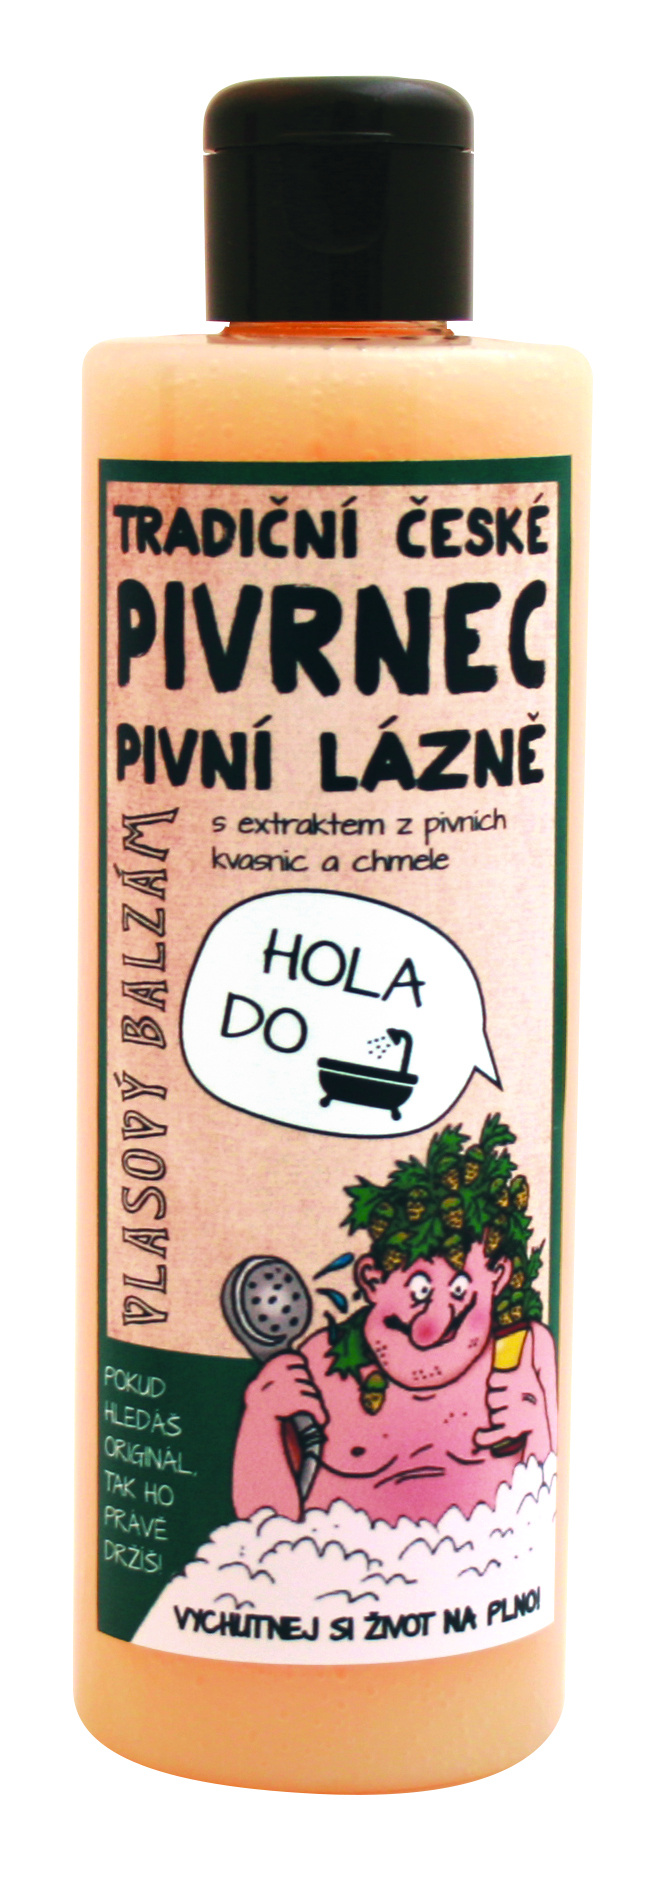 TRADIČNÍ ČESKÉ
PIVRNEC
PIVNÍ LÁZNĚ
s extraktem z pivních
kvasnic a chmele
VLASOVÝ BALZÁM
HOLA
DO
POKUD
HLEDÁŠ
ORIGINÁL,
TAK HO
PRÁVĚ
DRŽÍŠ!
VYCHUTNEJ SI ŽIVOT NA PLNO!